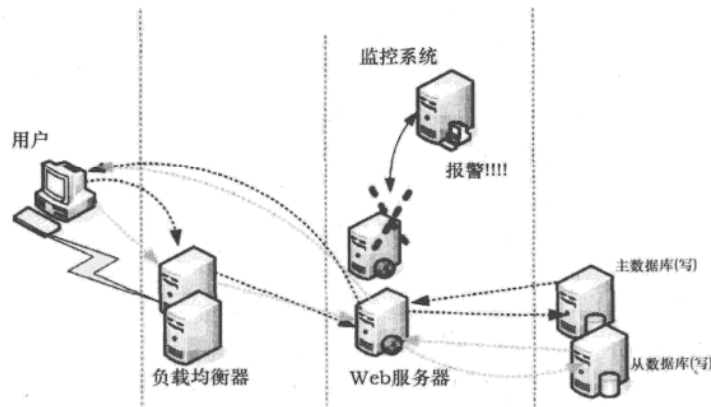 监控系统
用户
报警!!!!
主数据库(写)
负载均衡器
Web服务器
从数据库(写)